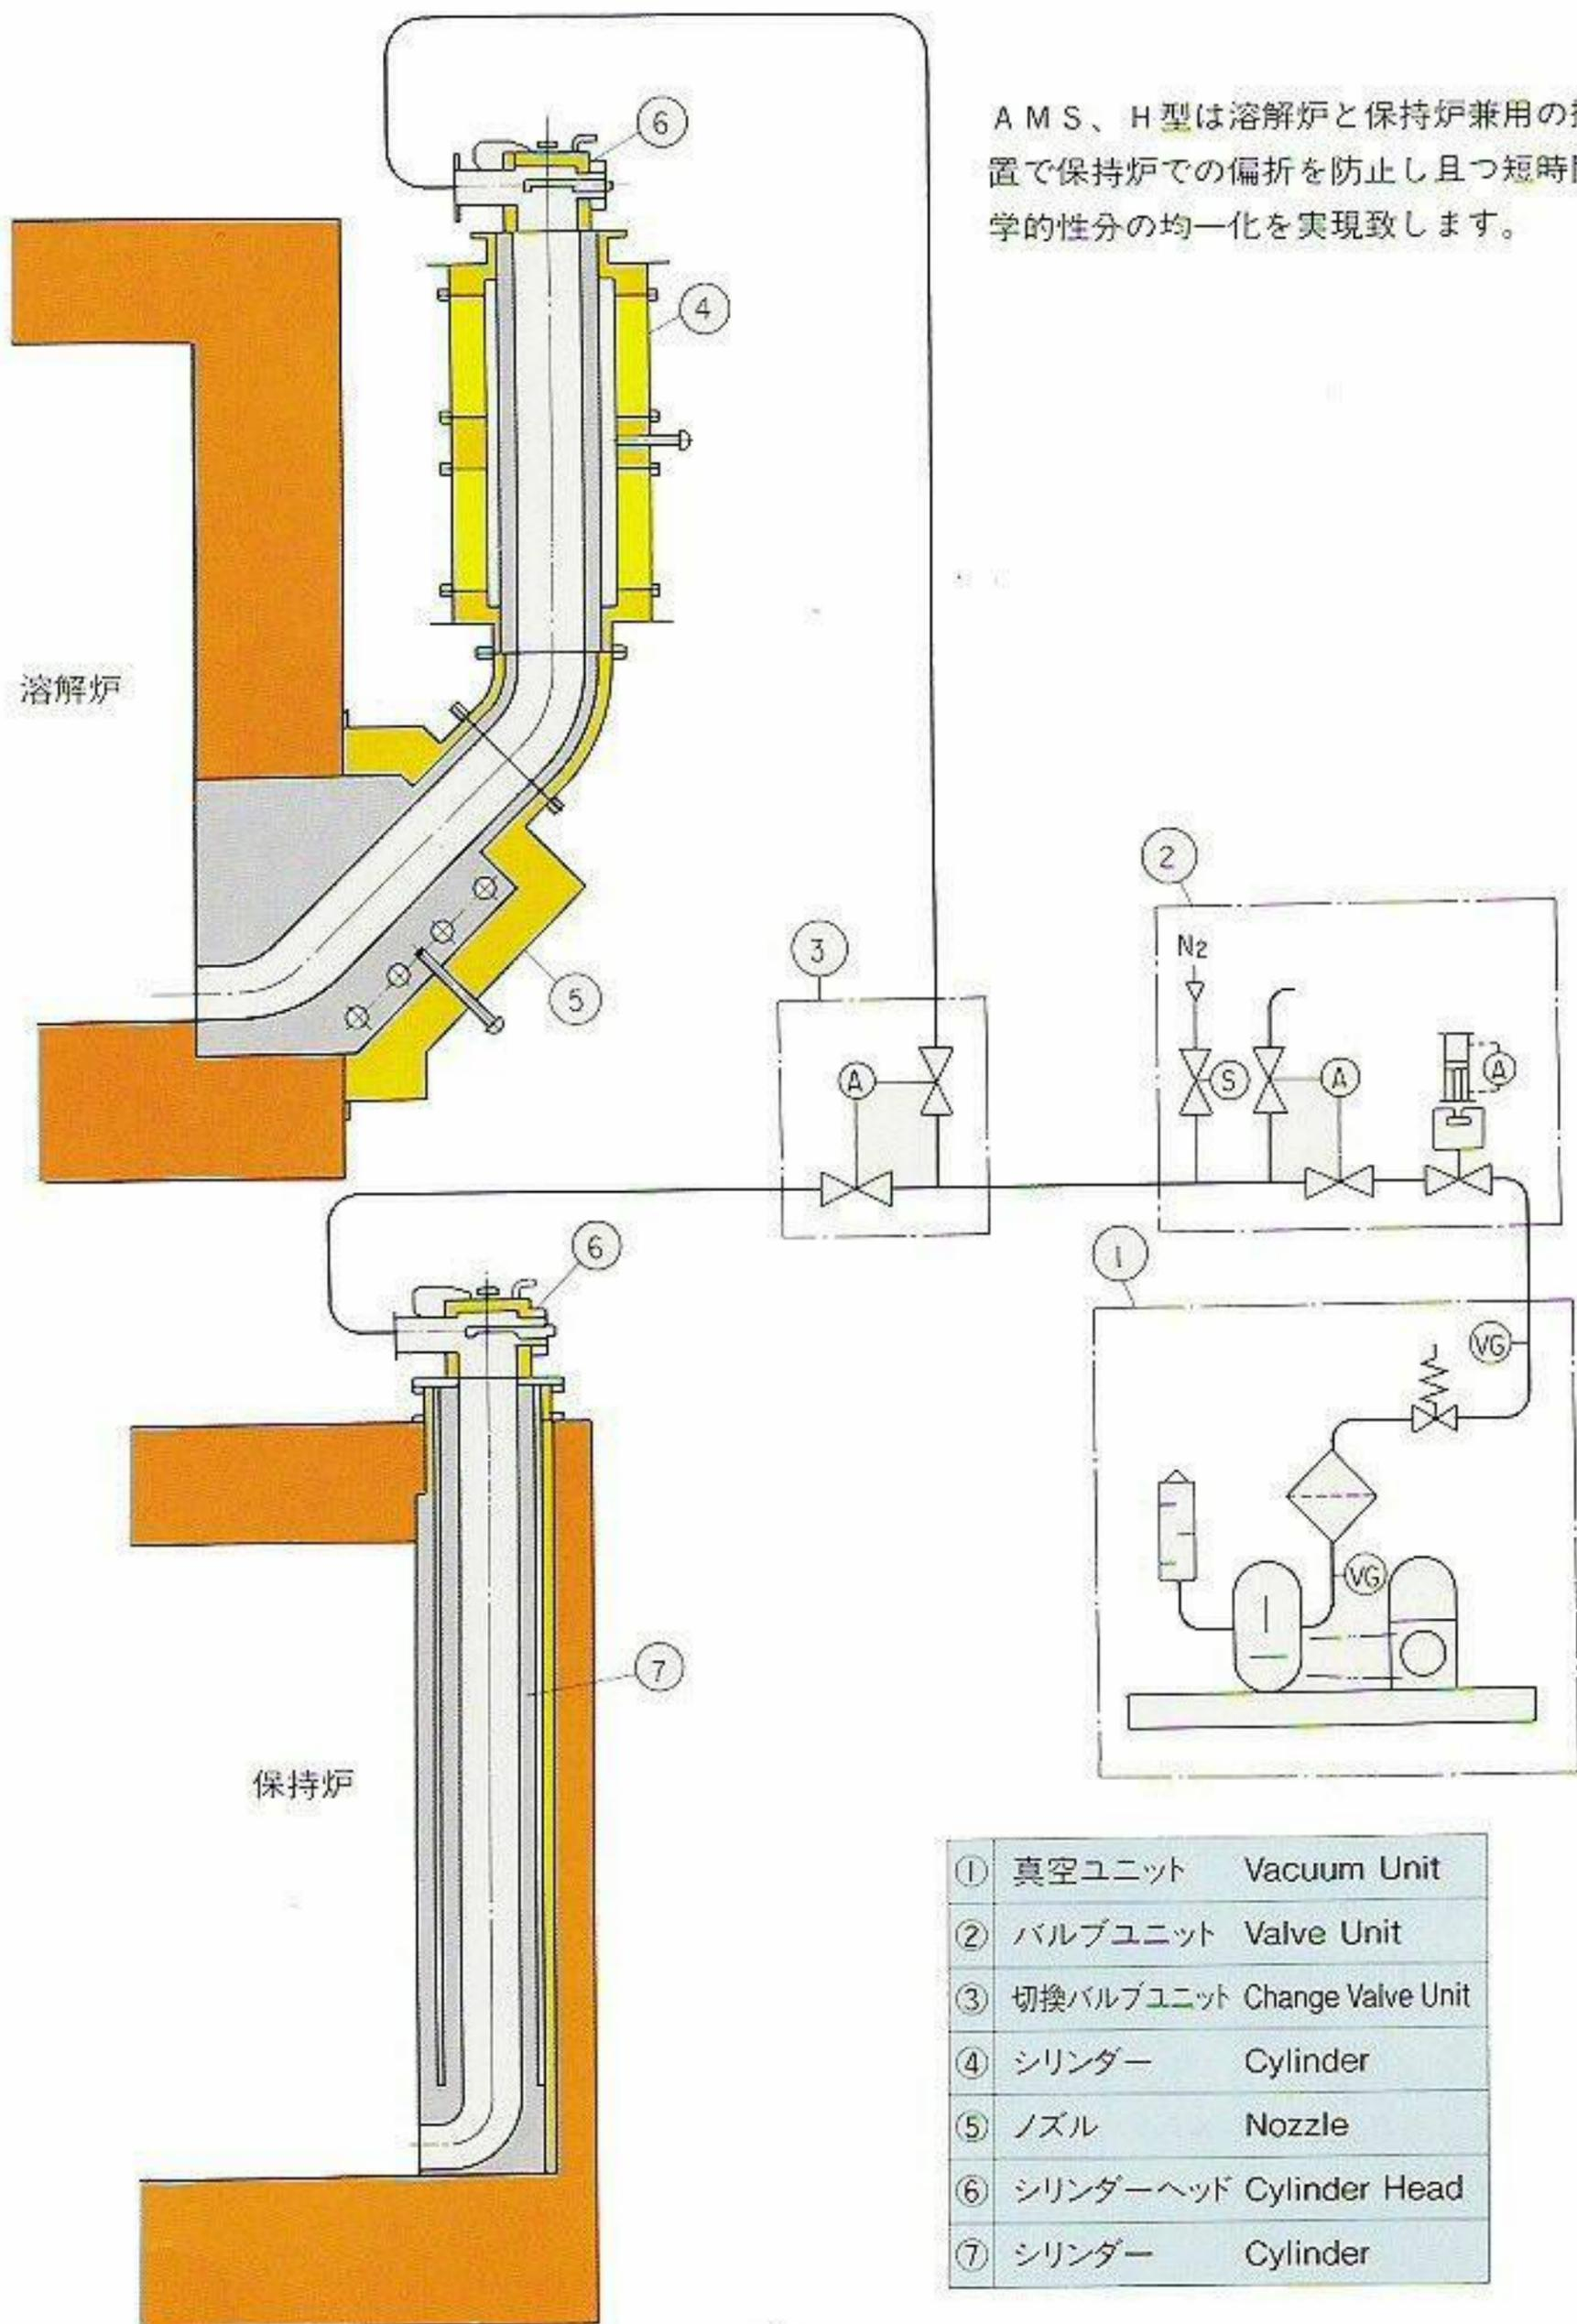 AMS、H型は溶解炉と保持炉兼用の
置で保持炉での偏折を防止し且つ短時
学的性分の均一化を実現致します。
⑥
④
溶解炉
⑤
②
③
N2
A
S
A
A
⑥
①
VG
VG
⑦
保持炉
① 真空ユニット Vacuum Unit
② バルブユニット Valve Unit
③ 切換バルブユニット Change Valve Unit
④ シリンダー Cylinder
⑤ ノズル Nozzle
⑥ シリンダーヘッド Cylinder Head
⑦ シリンダー Cylinder